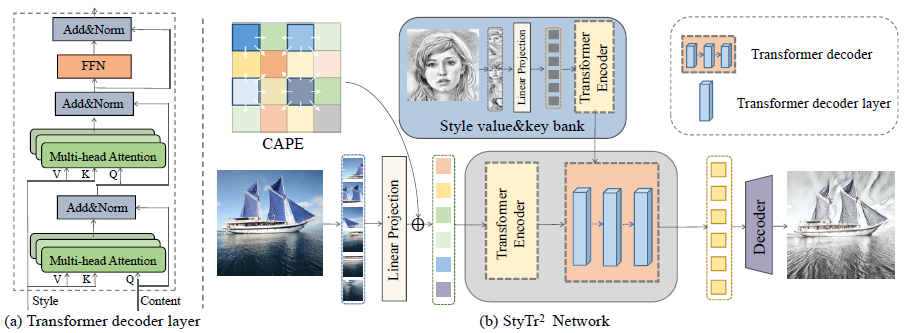 Add&Norm
FFN
Add&Norm
Multi-head Attention
V K Q
Add&Norm
Multi-head Attention
V K Q
Style Content
(a) Transformer decoder layer
CAPE
Linear Projection
Transformer
Encoder
Style value&key bank
Linear Projection
Transformer
Encoder
Decoder
(b) StyTr² Network
Transformer decoder
Transformer decoder layer